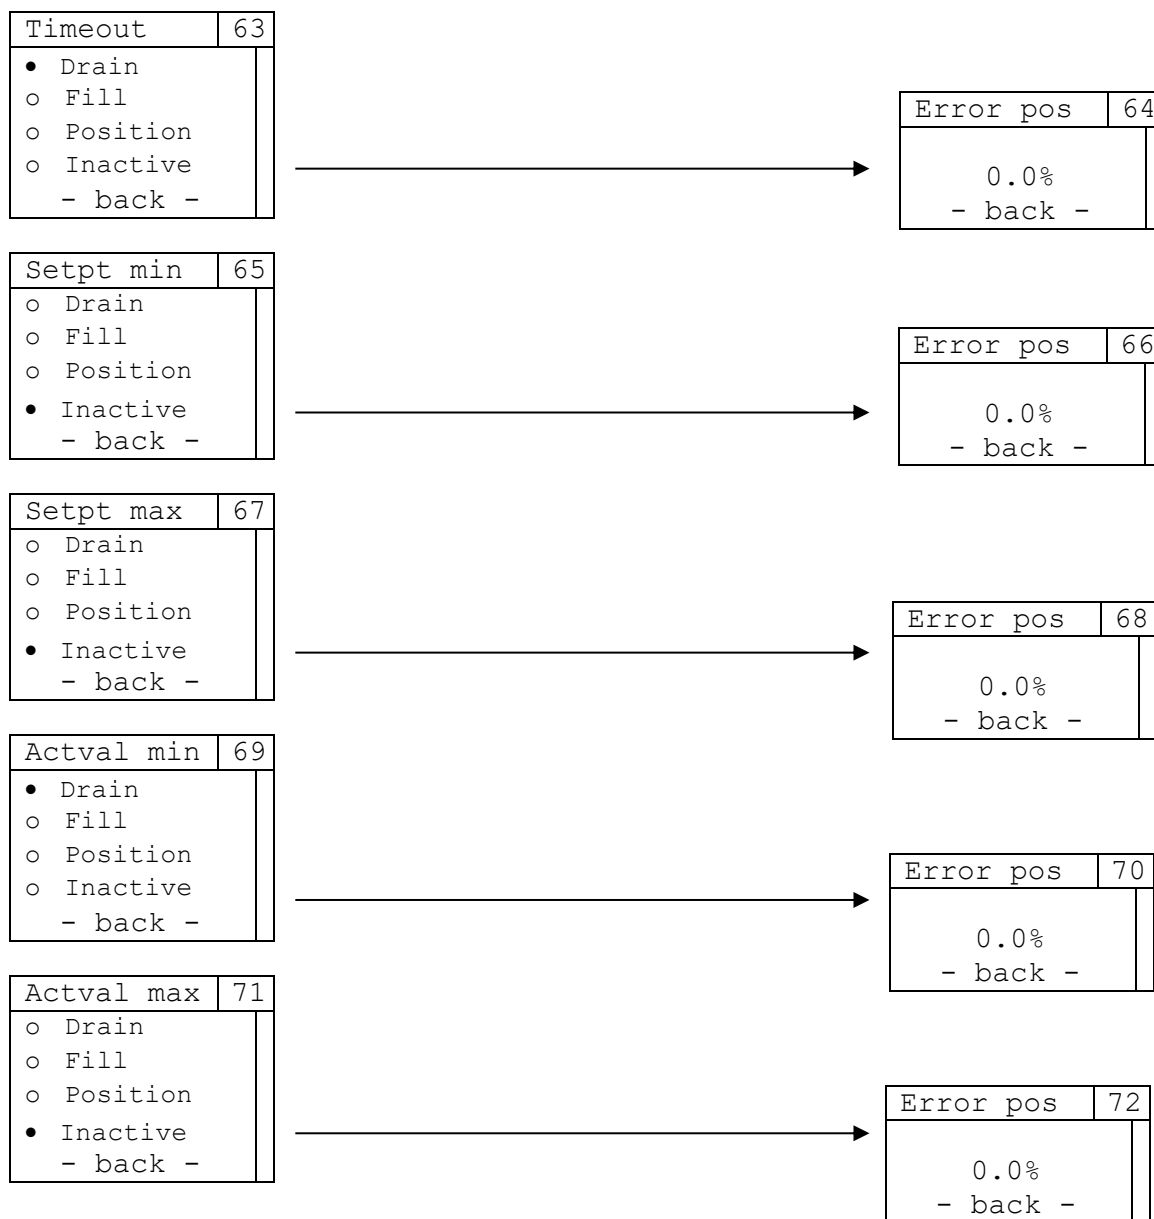 Timeout 63
● Drain
○ Fill
○ Position
○ Inactive
- back -
Error pos 64
0.0%
- back -
Setpt min 65
○ Drain
○ Fill
○ Position
● Inactive
- back -
Error pos 66
0.0%
- back -
Setpt max 67
○ Drain
○ Fill
○ Position
● Inactive
- back -
Error pos 68
0.0%
- back -
Actval min 69
● Drain
○ Fill
○ Position
○ Inactive
- back -
Error pos 70
0.0%
- back -
Actval max 71
○ Drain
○ Fill
○ Position
● Inactive
- back -
Error pos 72
0.0%
- back -